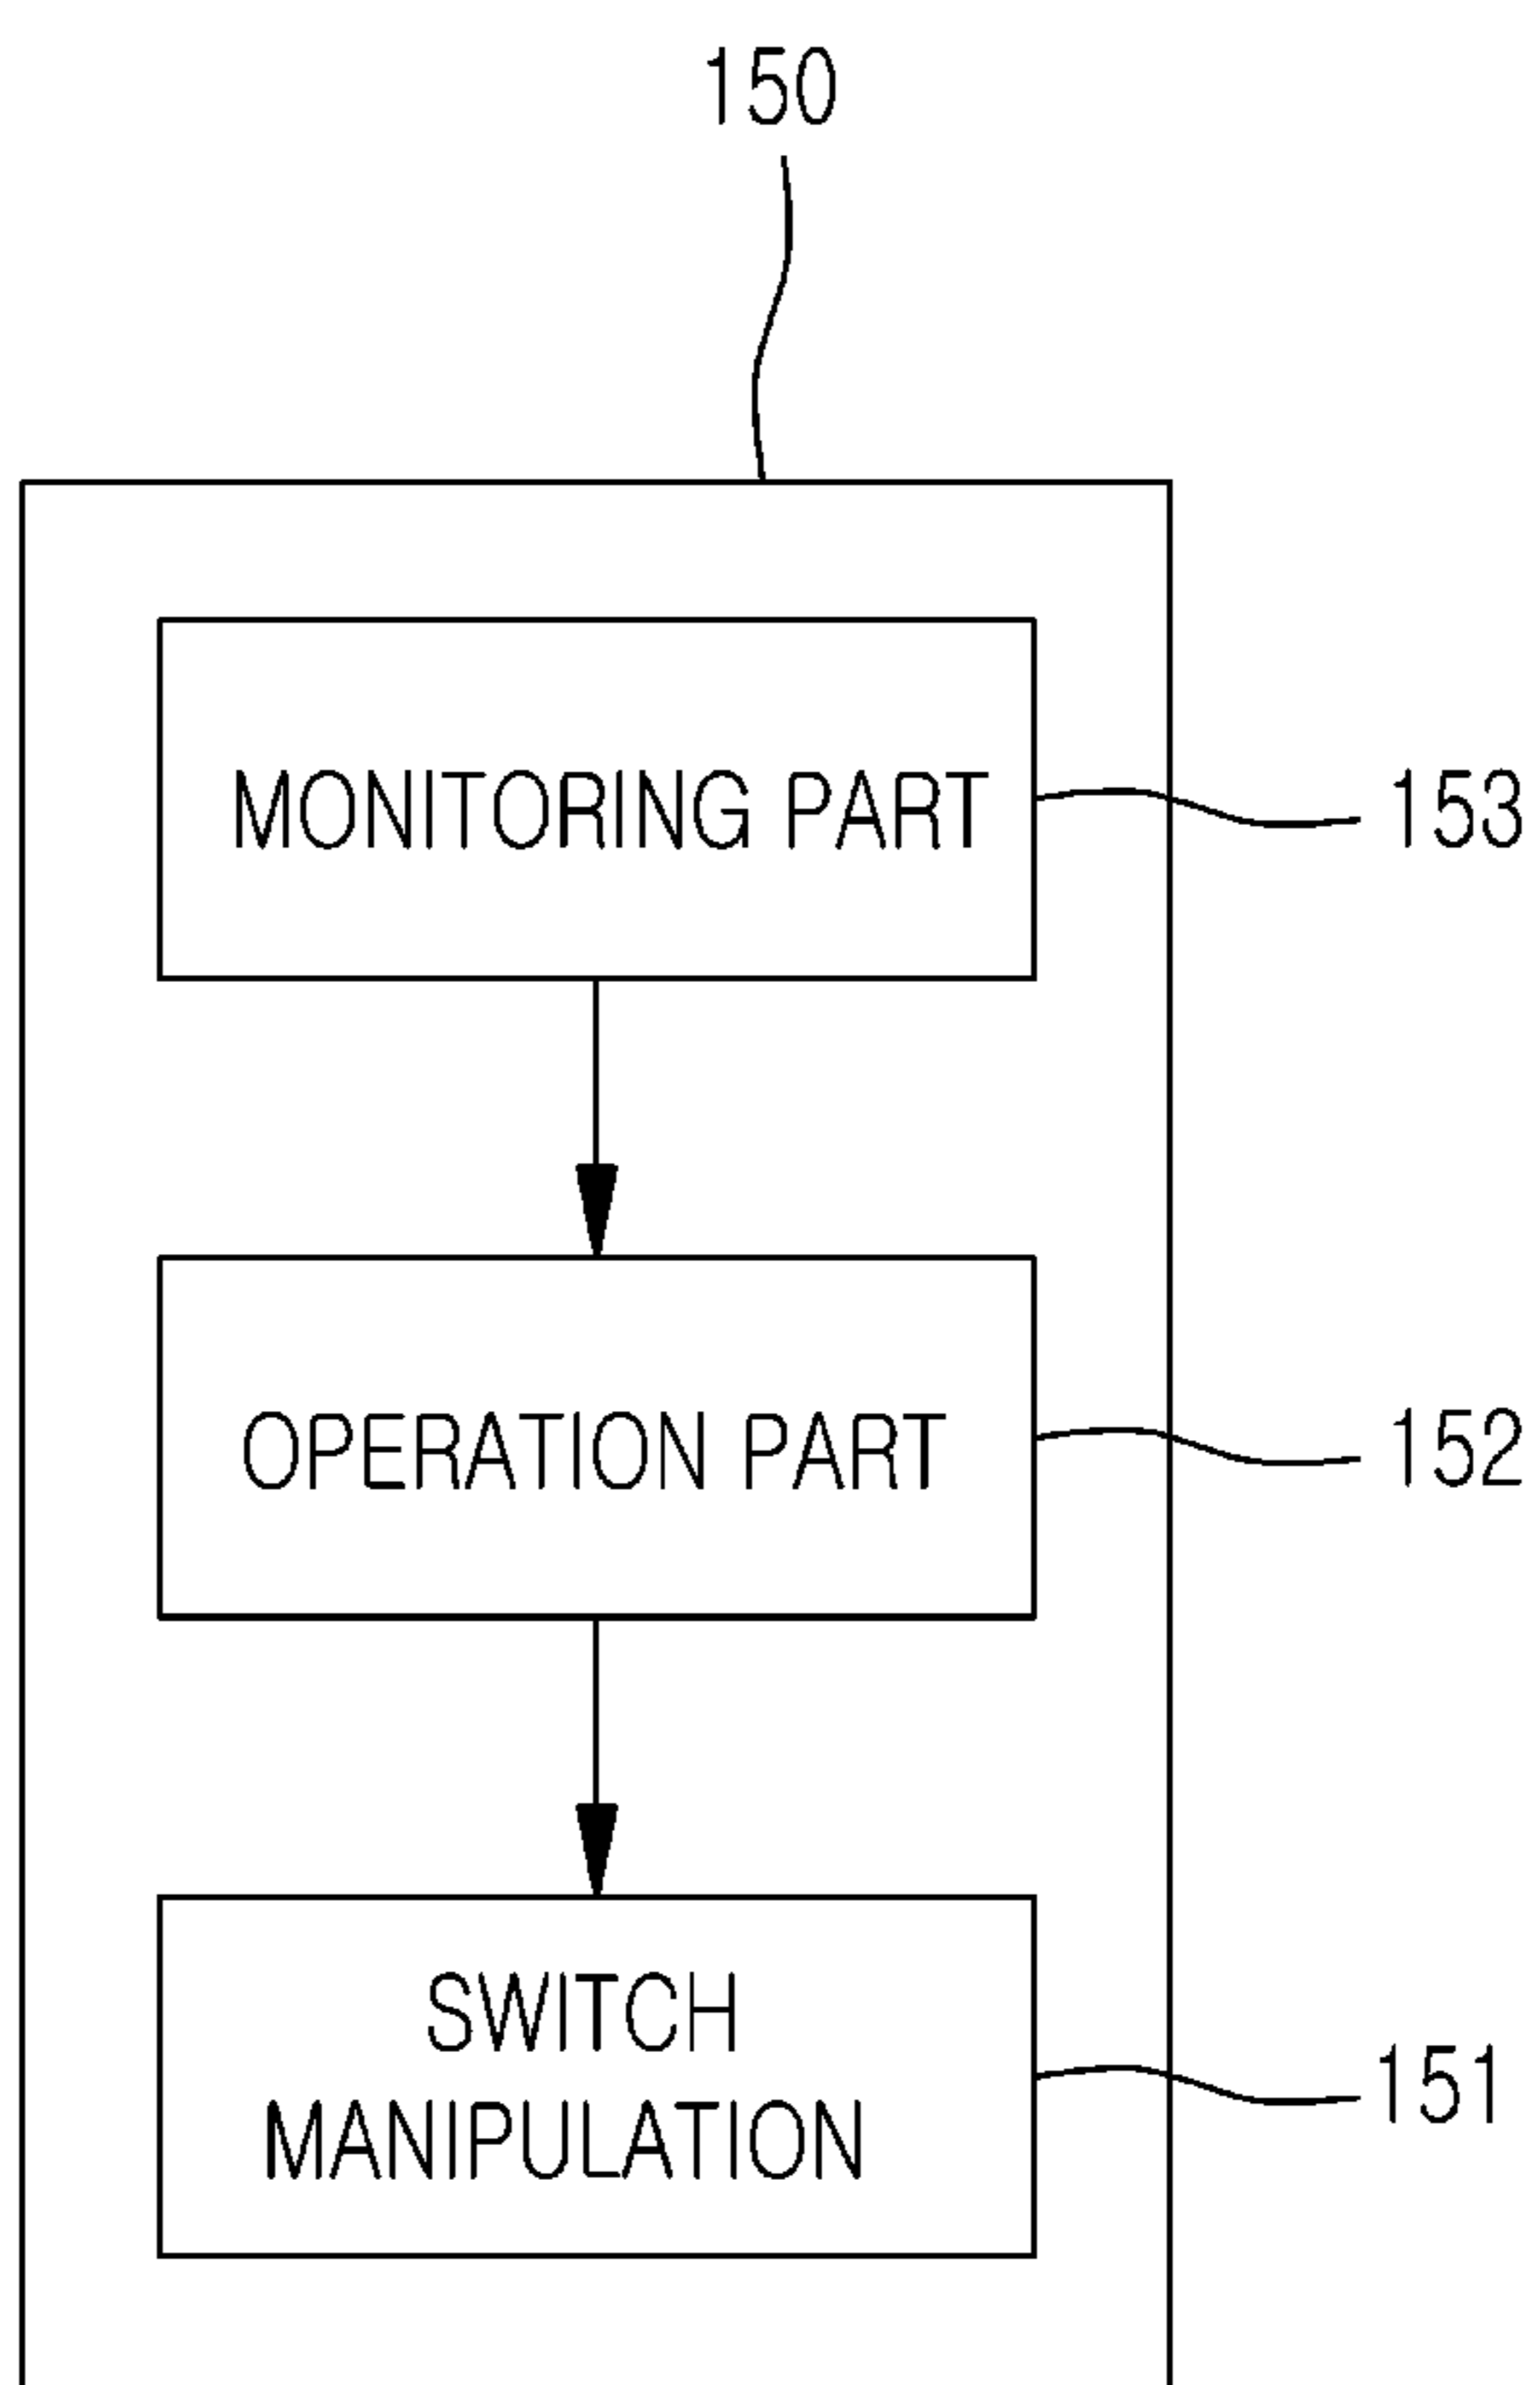 150
MONITORING PART
153
OPERATION PART
152
SWITCH
MANIPULATION
151